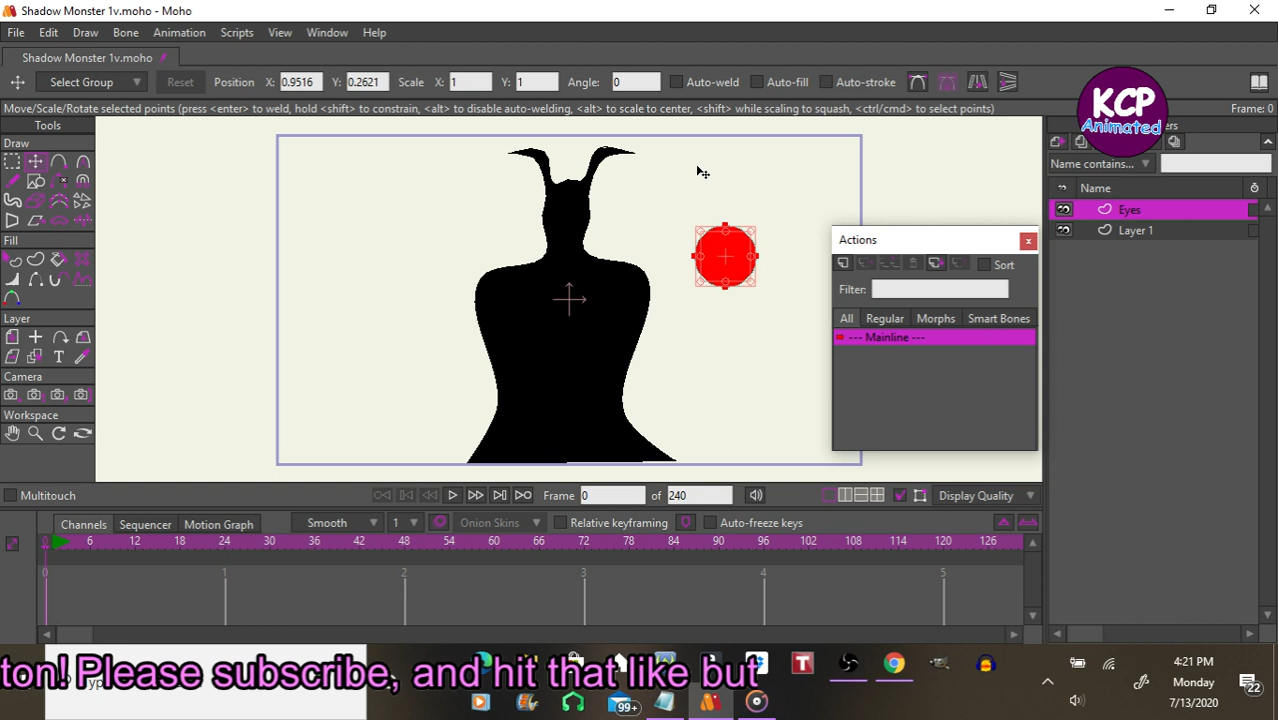 Shadow Monster 1v.moho - Moho
File Edit Draw Bone Animation Scripts View Window Help
Shadow Monster 1v.moho
Select Group Reset Position X: 0.9516 Y: 0.2621 Scale X: 1 Y: 1 Angle: 0 Auto-weld Auto-fill Auto-stroke
Move/Scale/Rotate selected points (press <enter> to weld, hold <shift> to constrain, <alt> to disable auto-welding, <alt> to scale to center, <shift> while scaling to squash, <ctrl/cmd> to select points) Frame: 0
KCP
Animated
Tools
Draw
Fill
Layer
Camera
Workspace
Name contains...
Name
Eyes
Layer 1
Actions
Sort
Filter:
All Regular Morphs Smart Bones
--- Mainline ---
Multitouch Frame 0 of 240 Display Quality
Channels Sequencer Motion Graph Smooth 1 Onion Skins Relative keyframing Auto-freeze keys
0 6 12 18 24 30 36 42 48 54 60 66 72 78 84 90 96 102 108 114 120 126
0 1 2 3 4 5
ton! Please subscribe, and hit that like but
99+
4:21 PM
Monday
7/13/2020
22